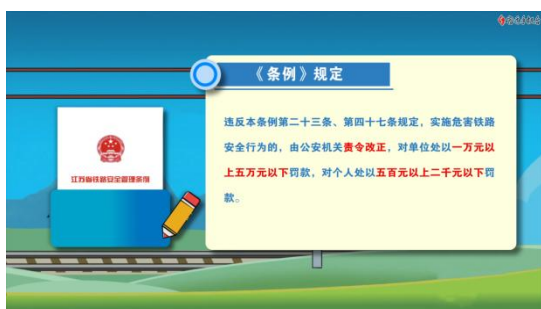 《条例》规定
违反本条例第二十三条、第四十七条规定，实施危害铁路
安全行为的，由公安机关责令改正，对单位处以一万元以
上五万元以下罚款，对个人处以五百元以上二千元以下罚
款。
江苏省铁路安全管理条例